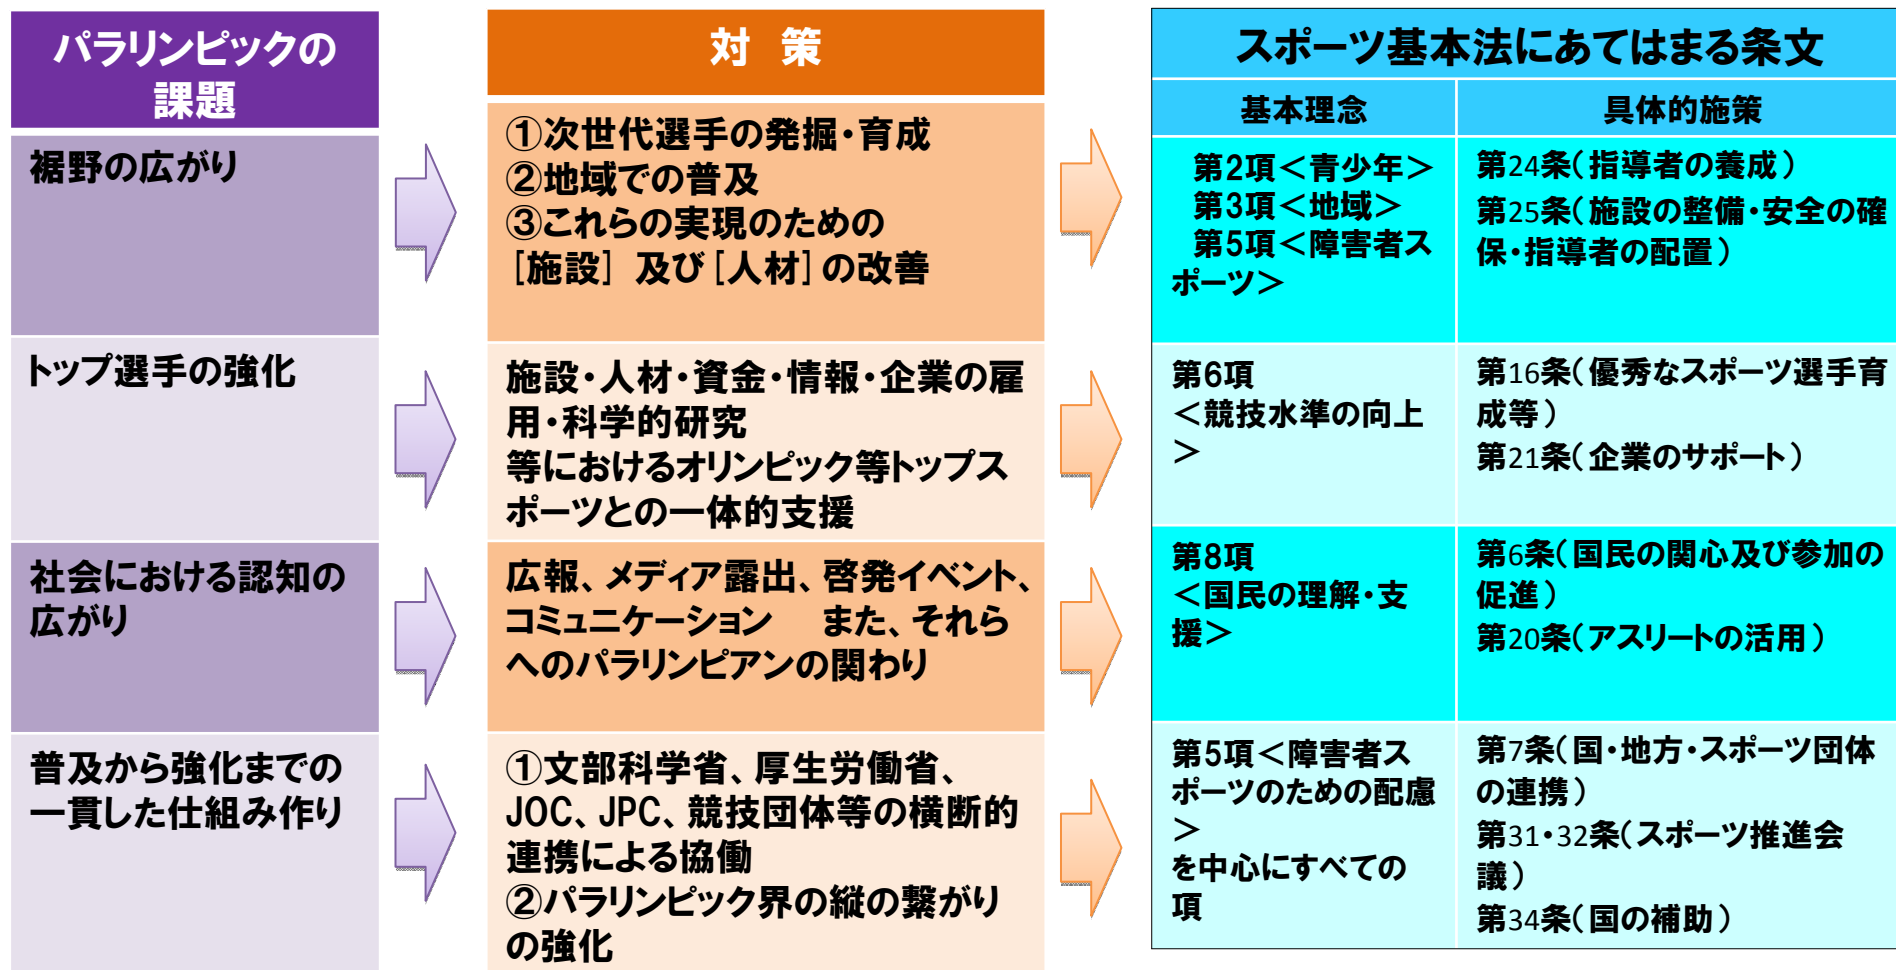 パラリンピックの
課題
対 策
スポーツ基本法にあてはまる条文
基本理念
具体的施策
裾野の広がり
①次世代選手の発掘・育成
②地域での普及
③これらの実現のための
[施設] 及び[人材]の改善
第2項＜青少年＞
第3項＜地域＞
第5項＜障害者ス
ポーツ＞
第24条(指導者の養成)
第25条(施設の整備・安全の確
保・指導者の配置)
トップ選手の強化
施設・人材・資金・情報・企業の雇
用・科学的研究
等におけるオリンピック等トップス
ポーツとの一体的支援
第6項
＜競技水準の向上
＞
第16条(優秀なスポーツ選手育
成等)
第21条(企業のサポート)
社会における認知の
広がり
広報、メディア露出、啓発イベント、
コミュニケーション　また、それら
へのパラリンピアンの関わり
第8項
＜国民の理解・支
援＞
第6条(国民の関心及び参加の
促進)
第20条(アスリートの活用)
普及から強化までの
一貫した仕組み作り
①文部科学省、厚生労働省、
JOC、JPC、競技団体等の横断的
連携による協働
②パラリンピック界の縦の繋がり
の強化
第5項＜障害者ス
ポーツのための配慮
＞
を中心にすべての
項
第7条(国・地方・スポーツ団体
の連携)
第31・32条(スポーツ推進会
議)
第34条(国の補助)